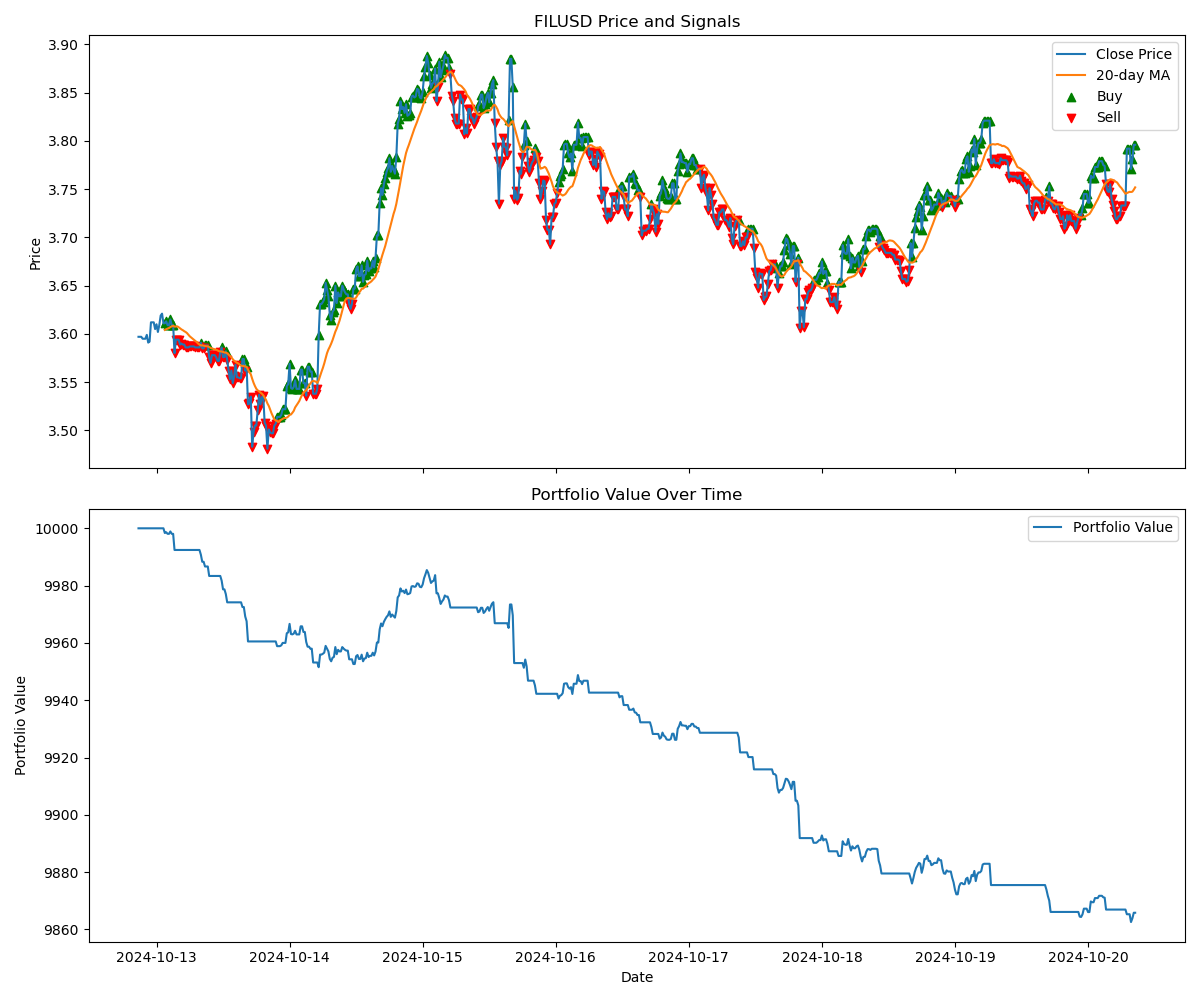 FILUSD Price and Signals
Price
3.90
3.85
3.80
3.75
3.70
3.65
3.60
3.55
3.50
Close Price
20-day MA
Buy
Sell
Portfolio Value Over Time
Portfolio Value
10000
9980
9960
9940
9920
9900
9880
9860
Portfolio Value
2024-10-13
2024-10-14
2024-10-15
2024-10-16
2024-10-17
2024-10-18
2024-10-19
2024-10-20
Date